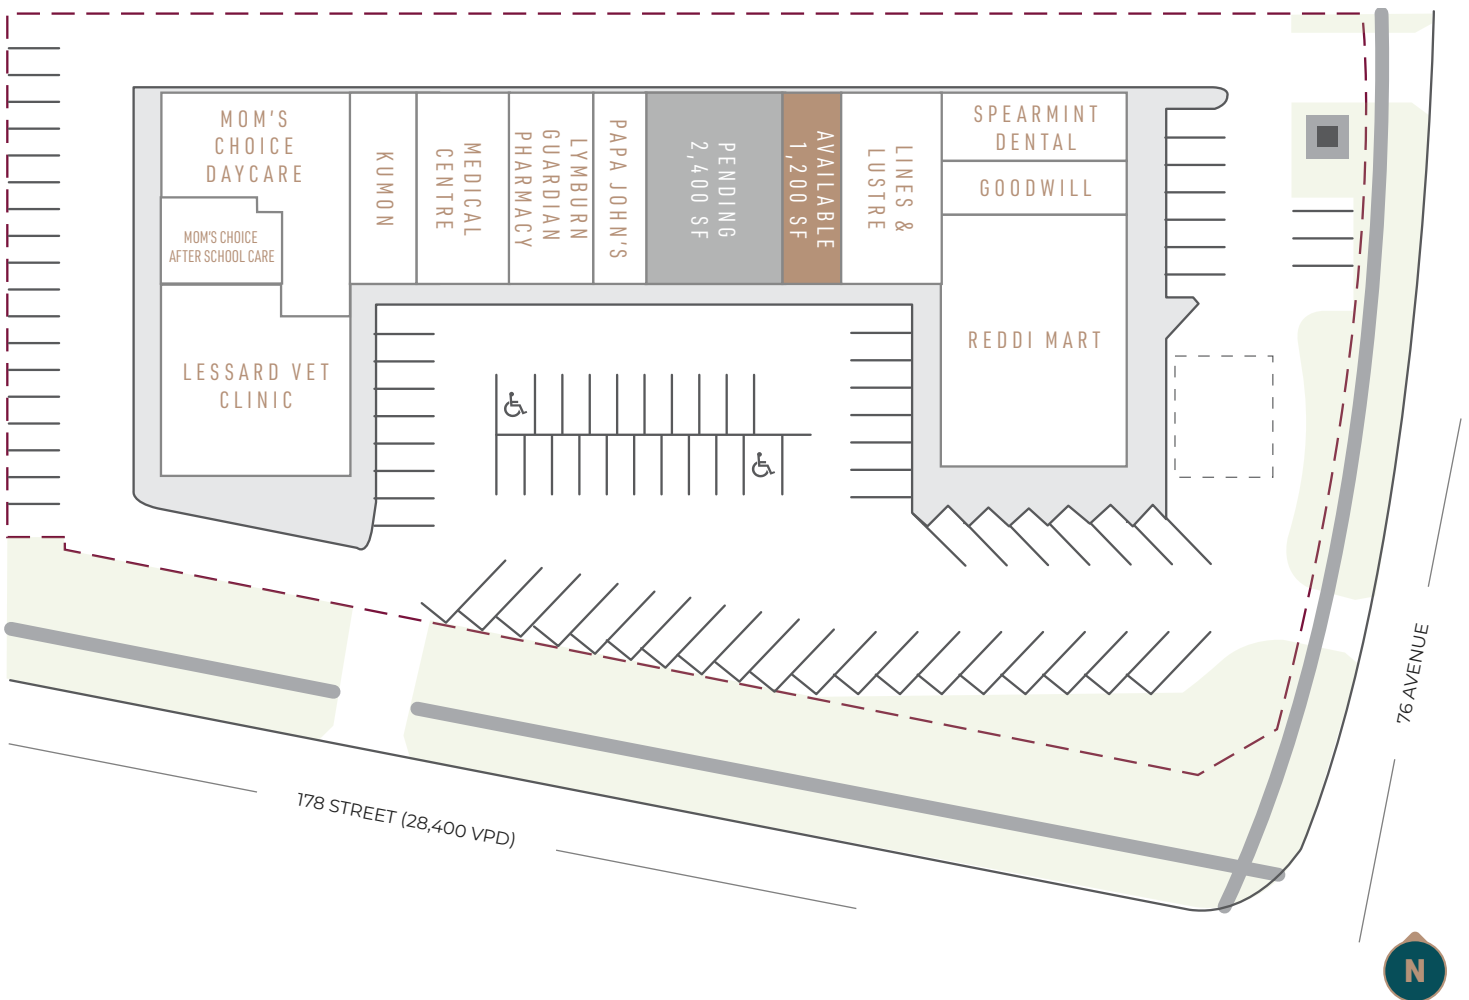 MOM'S
CHOICE
DAYCARE
MOM'S CHOICE
AFTER SCHOOL CARE
LESSARD VET
CLINIC
KUMON
MEDICAL
CENTRE
LYMBURN
GUARDIAN
PHARMACY
PAPA JOHN'S
PENDING
2,400 SF
AVAILABLE
1,200 SF
LINES &
LUSTRE
SPEARMINT
DENTAL
GOODWILL
REDDI MART
76 AVENUE
178 STREET (28,400 VPD)
N